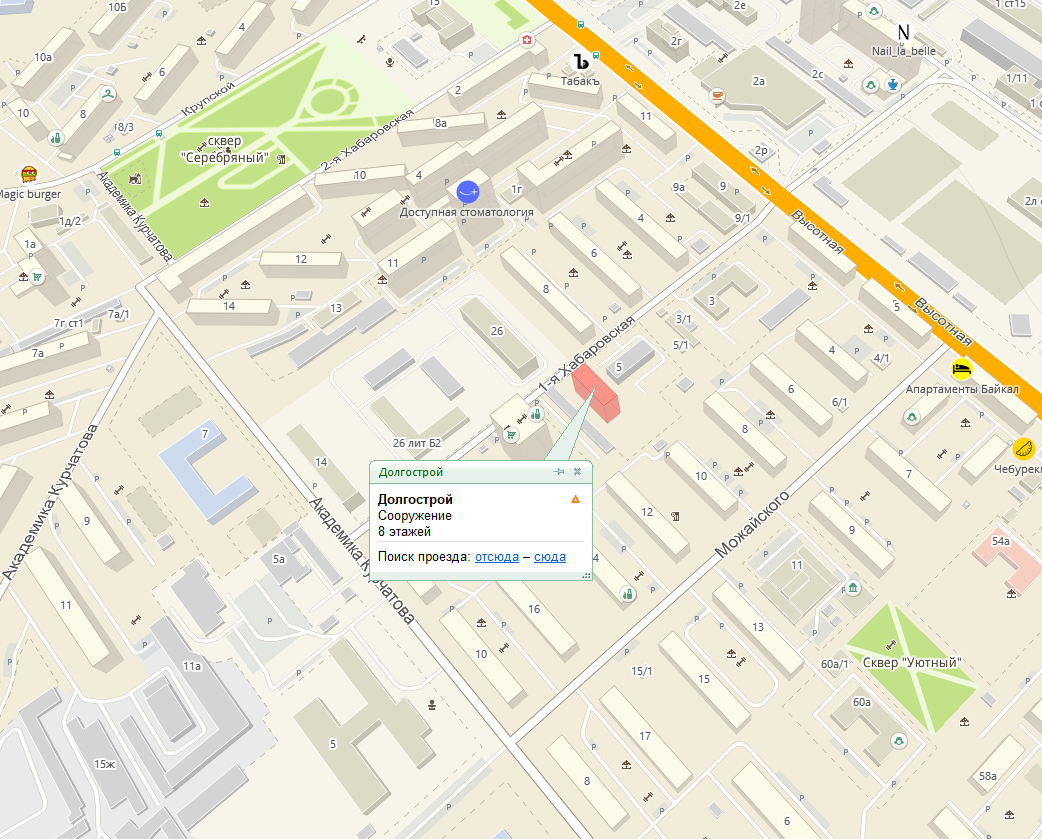 10Б
15
2е
1 ст15
4
2г
N
Nail_la_belle
10а
6
Табакъ
2а
2с
1/11
Крупской
2
10
8
8/3
8а
11
2-я Хабаровская
сквер
"Серебряный"
2р
Magic burger
10
4
1г
9а
9
Академика Курчатова
Доступная стоматология
4
9/1
Высотная
1д/2
1а
12
11
6
8
3
7г ст1
7а/1
14
13
26
3/1
5
Высотная
7а
1-я Хабаровская
5
5/1
4
4/1
Апартаменты Байкал
6
6/1
7
26 лит Б2
8
Академика Курчатова
14
Долгострой
10
7
Долгострой
Сооружение
8 этажей
Поиск проезда: отсюда – сюда
9
12
Можайского
9
54а
5а
Академика Курчатова
4
11
11
16
13
10
Сквер "Уютный"
60а/1
11а
15/1
15
60а
5
17
15ж
8
58а
6